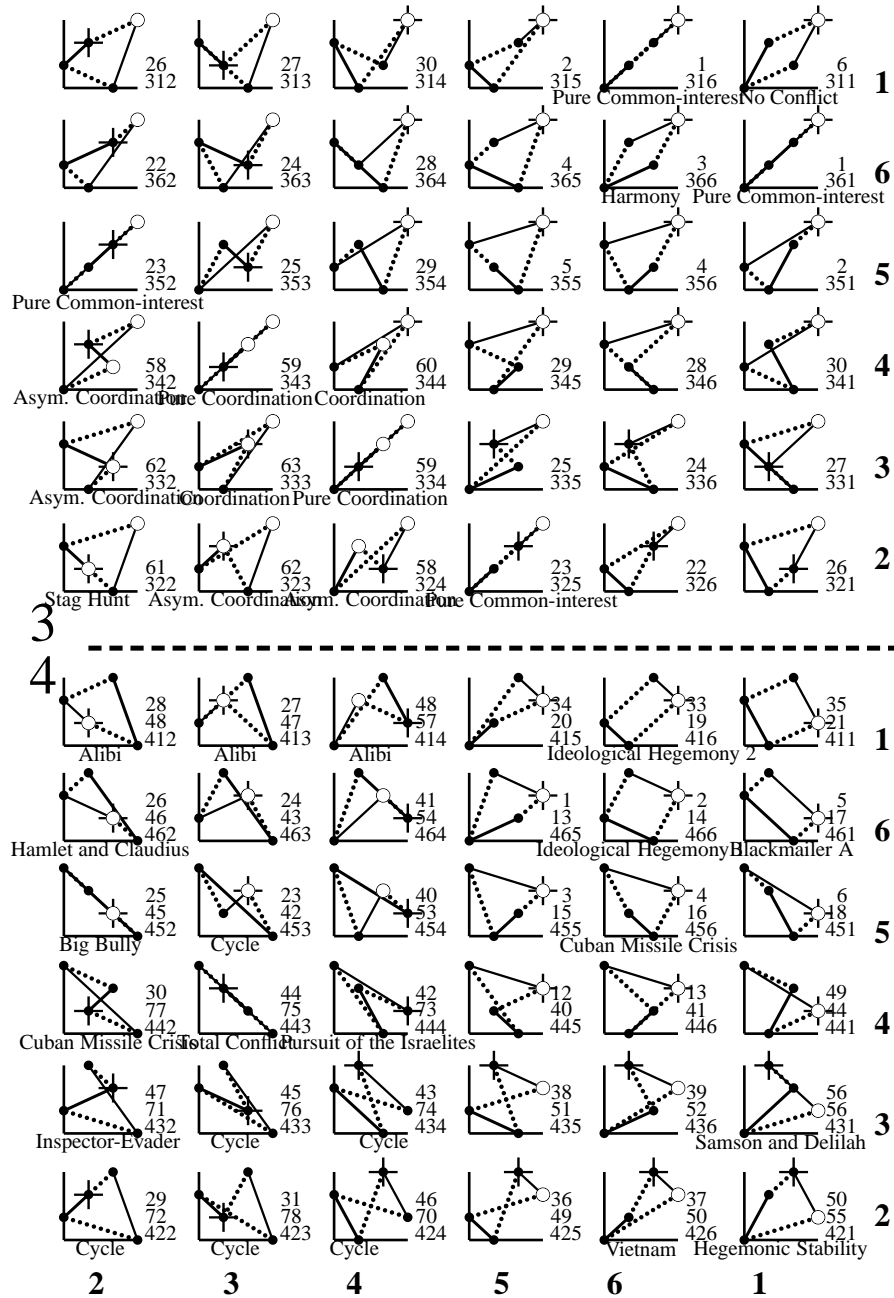 26 27 30 2 1 6
312 313 314 315 316 311 1
Pure Common-interest No Conflict
22 24 28 4 3 1
362 363 364 365 366 361 6
Harmony Pure Common-interest
23 25 29 5 4 2
352 353 354 355 356 351 5
Pure Common-interest
58 59 60 29 28 30
342 343 344 345 346 341 4
Asym. Coordination Pure Coordination Coordination
62 63 59 25 24 27
332 333 334 335 336 331 3
Asym. Coordination Coordination Pure Coordination
61 62 58 23 22 26
322 323 324 325 326 321 2
Stag Hunt Asym. Coordination Asym. Coordination Pure Common-interest
3
4
28 27 48 34 33 35
48 47 57 20 19 21
412 413 414 415 416 411 1
Alibi Alibi Alibi Ideological Hegemony 2
26 24 41 1 2 5
46 43 54 13 14 17
462 463 464 465 466 461 6
Hamlet and Claudius Ideological Hegemony 1 Blackmailer A
25 23 40 3 4 6
45 42 53 15 16 18
452 453 454 455 456 451 5
Big Bully Cycle Cuban Missile Crisis
30 44 42 12 13 49
77 75 73 40 41 44
442 443 444 445 446 441 4
Cuban Missile Crisis Total Conflict Pursuit of the Israelites
47 45 43 38 39 56
71 76 74 51 52 56
432 433 434 435 436 431 3
Inspector-Evader Cycle Cycle Samson and Delilah
29 31 46 36 37 50
72 78 70 49 50 55
422 423 424 425 426 421 2
Cycle Cycle Cycle Vietnam Hegemonic Stability
2 3 4 5 6 1